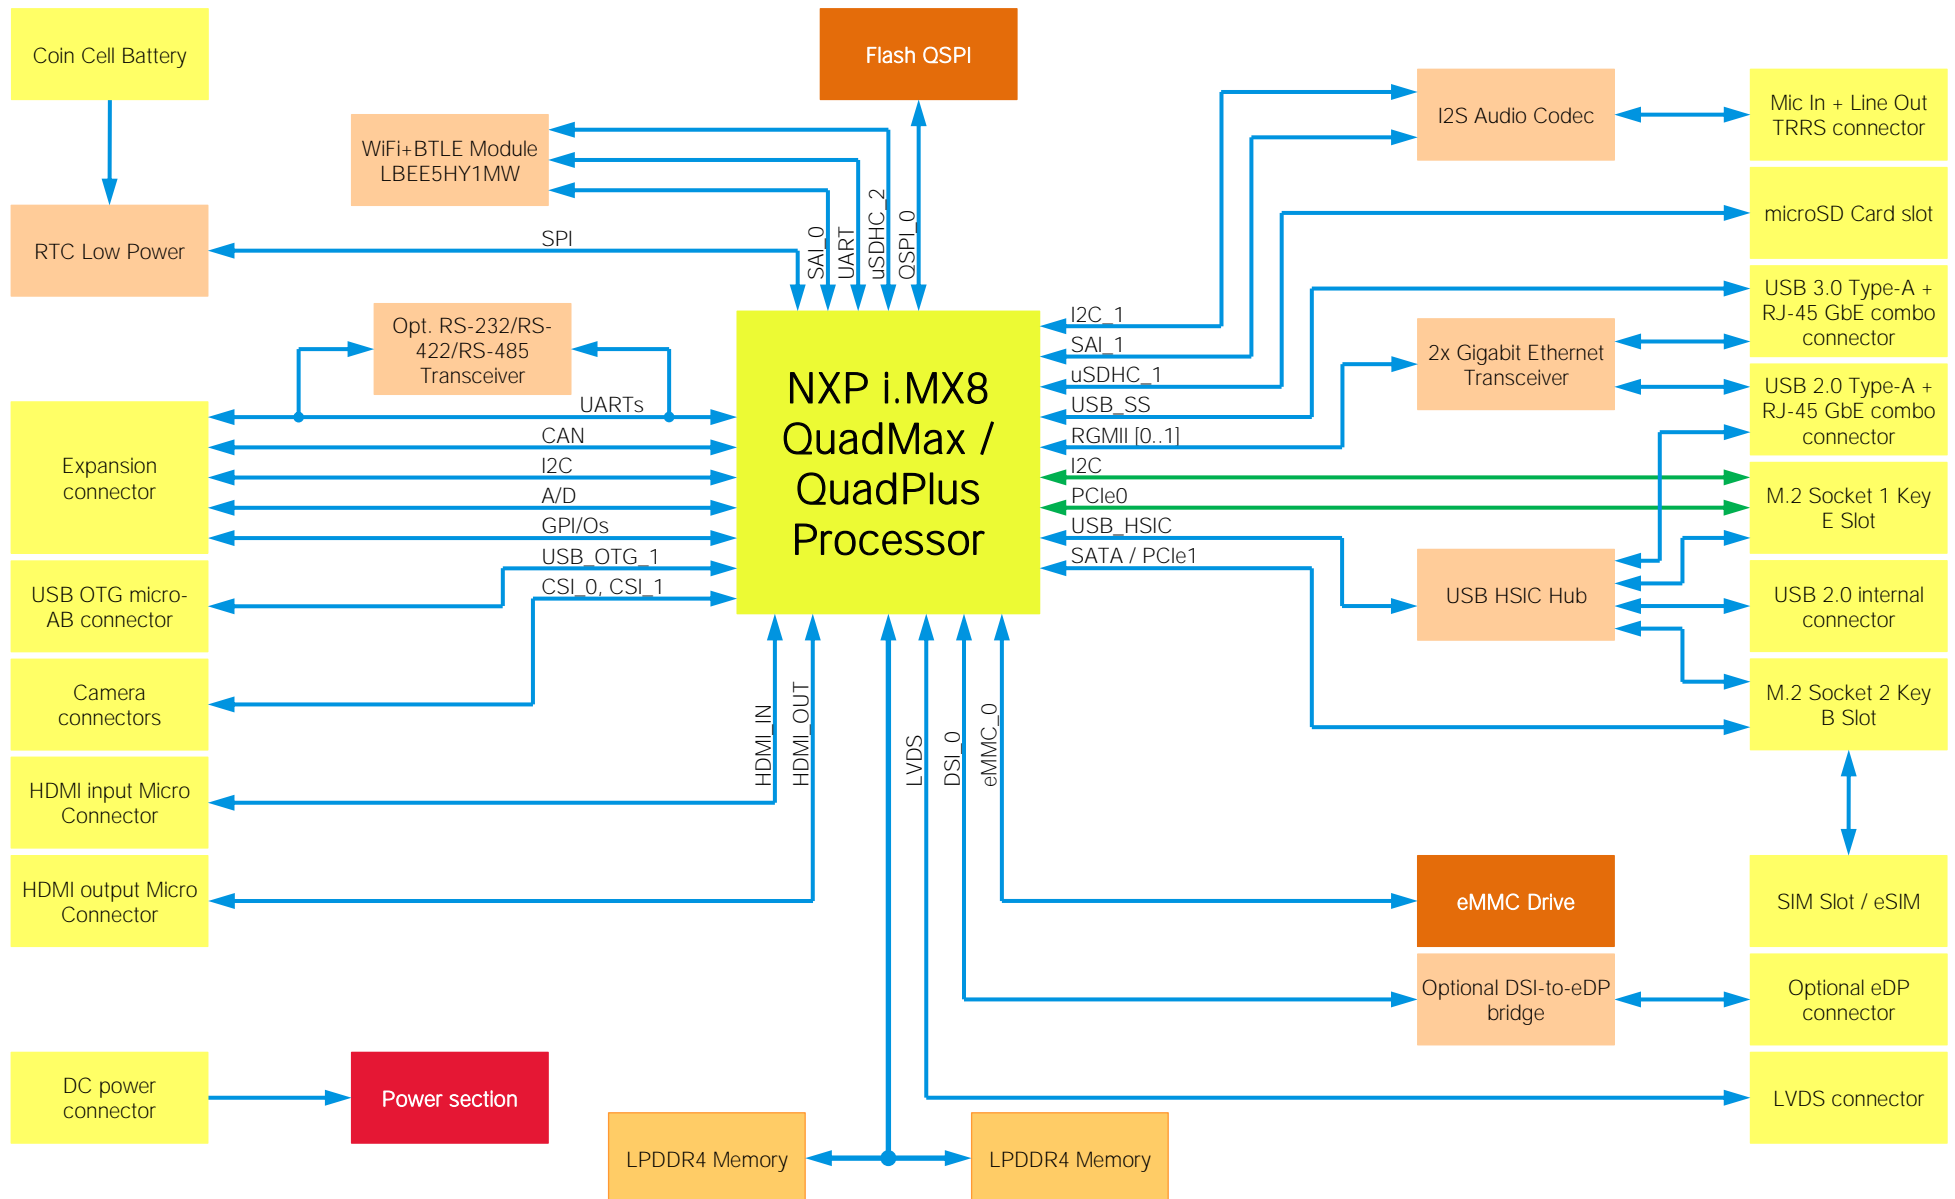 Coin Cell Battery
Flash QSPI
I2S Audio Codec
Mic In + Line Out
TRRS connector
WiFi+BTLE Module
LBEE5HY1MW
microSD Card slot
RTC Low Power
SPI
SAI_0
UART
uSDHC_2
QSPI_0
USB 3.0 Type-A +
RJ-45 GbE combo
connector
Opt. RS-232/RS-
422/RS-485
Transceiver
2x Gigabit Ethernet
Transceiver
USB 2.0 Type-A +
RJ-45 GbE combo
connector
NXP i.MX8
QuadMax /
QuadPlus
Processor
I2C_1
SAI_1
uSDHC_1
USB_SS
RGMII [0..1]
I2C
PCIe0
USB_HSIC
SATA / PCIe1
UARTs
CAN
I2C
A/D
GPI/Os
USB_OTG_1
CSI_0, CSI_1
Expansion
connector
M.2 Socket 1 Key
E Slot
USB OTG micro-
AB connector
USB HSIC Hub
USB 2.0 internal
connector
Camera
connectors
M.2 Socket 2 Key
B Slot
HDMI_IN
HDMI_OUT
LVDS
DSI_0
eMMC_0
HDMI input Micro
Connector
HDMI output Micro
Connector
eMMC Drive
SIM Slot / eSIM
Optional DSI-to-eDP
bridge
Optional eDP
connector
DC power
connector
Power section
LVDS connector
LPDDR4 Memory
LPDDR4 Memory